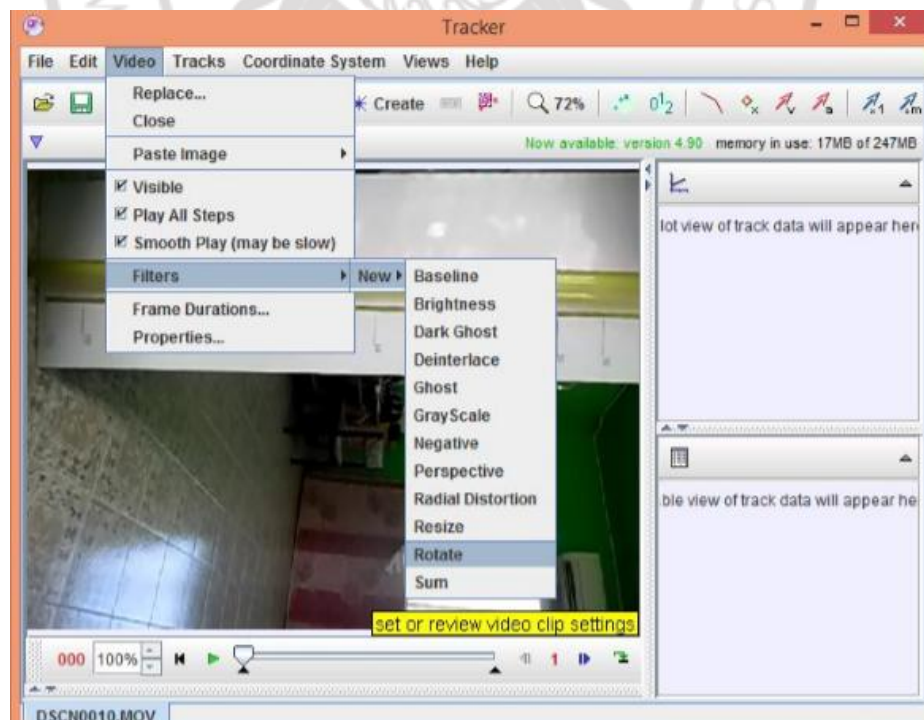 Tracker
File Edit Video Tracks Coordinate System Views Help
Replace...
Close
Paste Image
Visible
Play All Steps
Smooth Play (may be slow)
Filters
Frame Durations...
Properties...
New
Baseline
Brightness
Dark Ghost
Deinterlace
Ghost
GrayScale
Negative
Perspective
Radial Distortion
Resize
Rotate
Sum
Create
72%
Now available: version 4.90 memory in use: 17MB of 247MB
lot view of track data will appear her
ble view of track data will appear he
set or review video clip settings
000 100% 1
DSCN0010.MOV